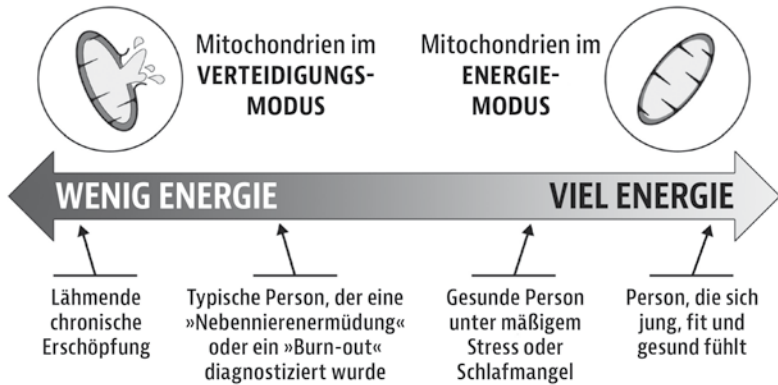 Mitochondrien im
VERTEIDIGUNGS-
MODUS
Mitochondrien im
ENERGIE-
MODUS
WENIG ENERGIE
VIEL ENERGIE
Lähmende
chronische
Erschöpfung
Typische Person, der eine
»Nebennierenermüdung«
oder ein »Burn-out«
diagnostiziert wurde
Gesunde Person
unter mäßigem
Stress oder
Schlafmangel
Person, die sich
jung, fit und
gesund fühlt